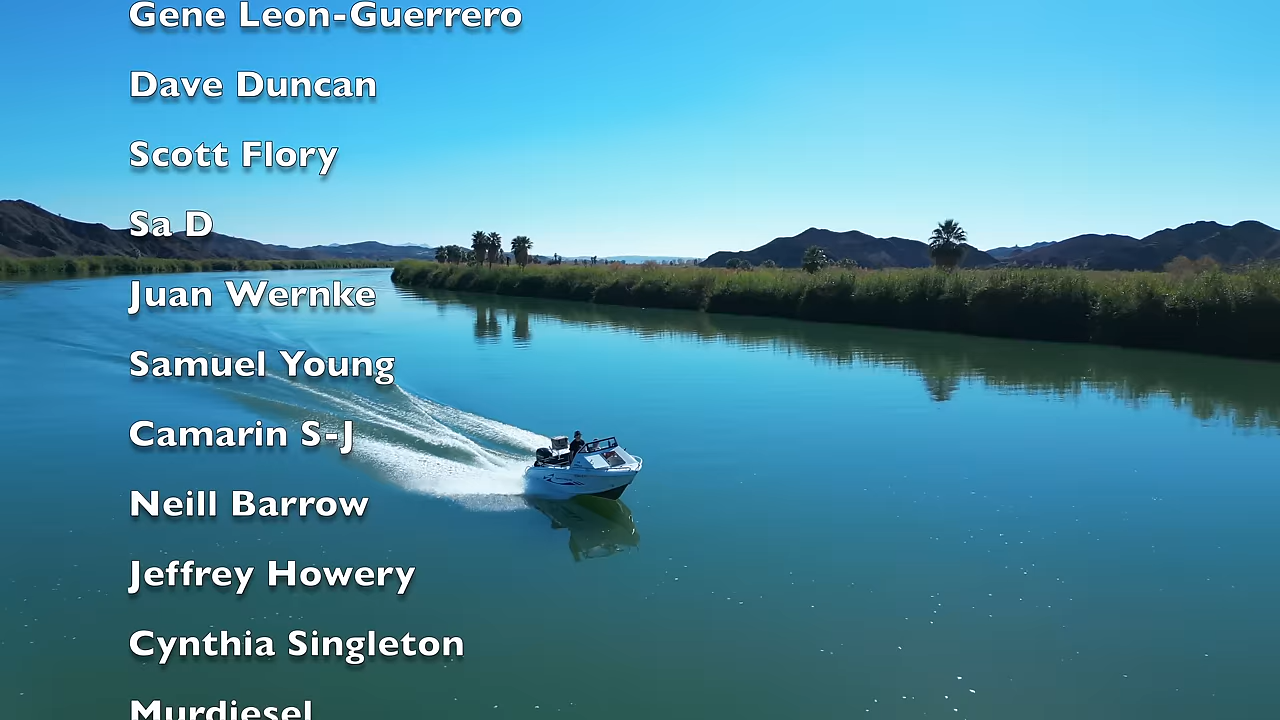 Gene Leon-Guerrero
Dave Duncan
Scott Flory
Sa D
Juan Wernke
Samuel Young
Camarin S-J
Neill Barrow
Jeffrey Howery
Cynthia Singleton
Murdiesel